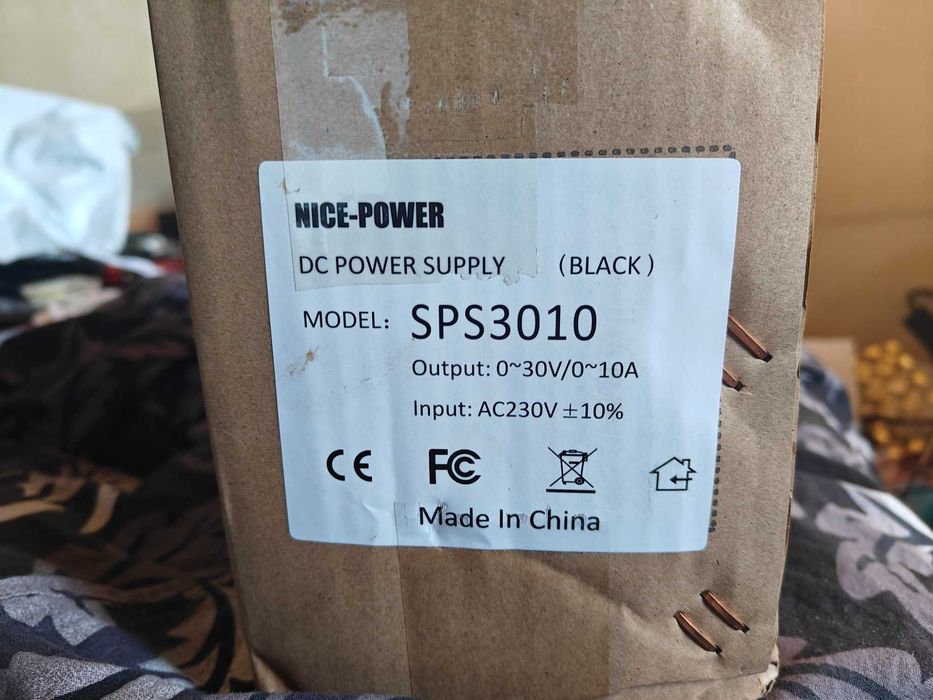 NICE-POWER
DC POWER SUPPLY （BLACK）
MODEL： SPS3010
Output: 0~30V/0~10A
Input: AC230V ±10%
CE FC
Made In China